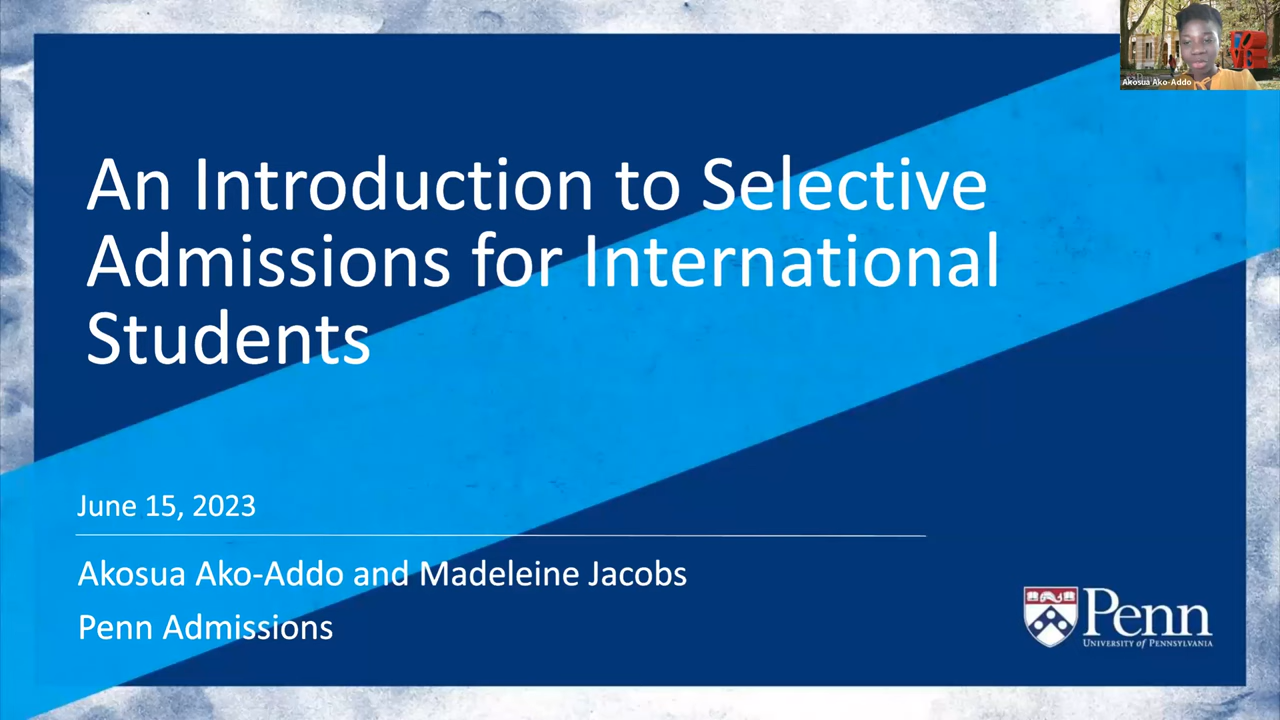 Akosua Ako-Addo
An Introduction to Selective
Admissions for International
Students
June 15, 2023
Akosua Ako-Addo and Madeleine Jacobs
Penn Admissions
Penn
UNIVERSITY of PENNSYLVANIA